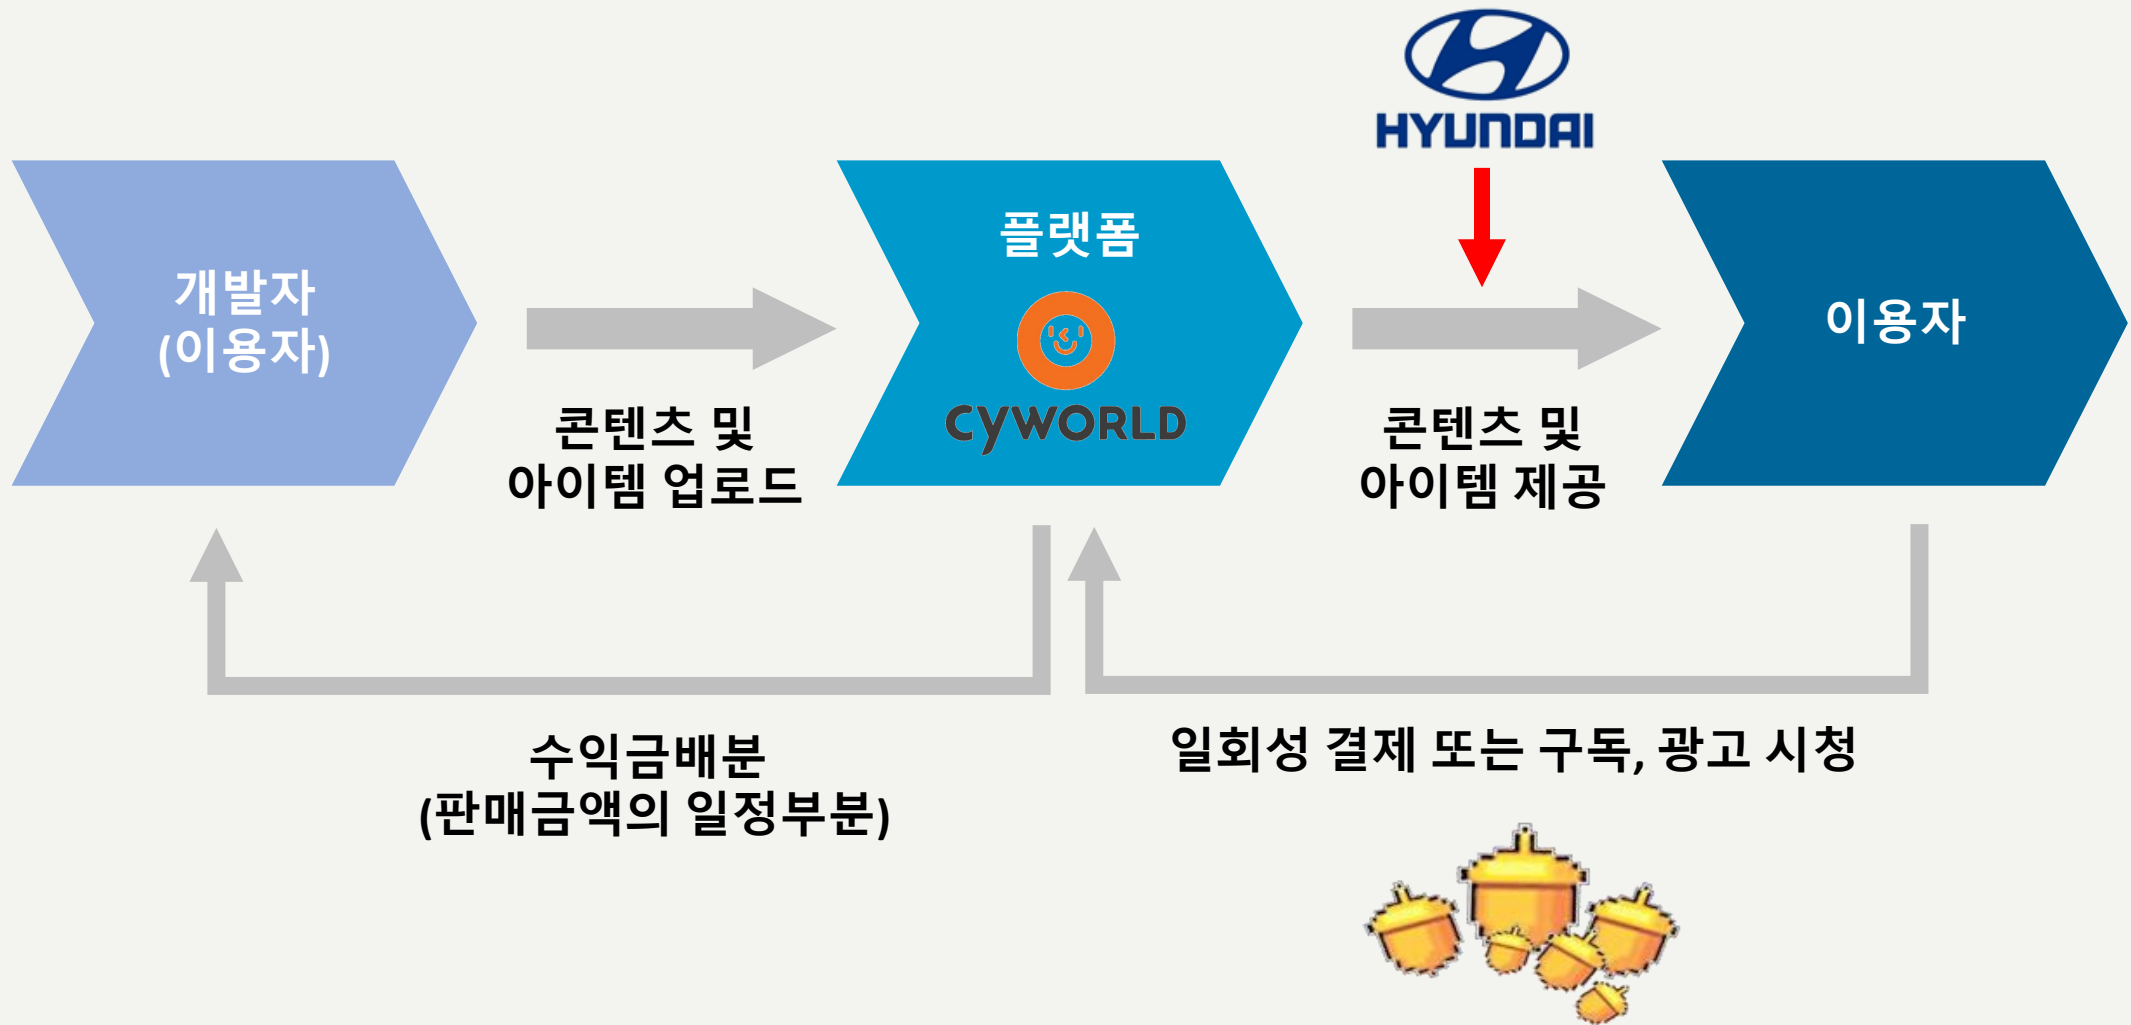 HYUNDAI
개발자
(이용자)
콘텐츠 및
아이템 업로드
플랫폼
CYWORLD
콘텐츠 및
아이템 제공
이용자
수익금배분
(판매금액의 일정부분)
일회성 결제 또는 구독, 광고 시청